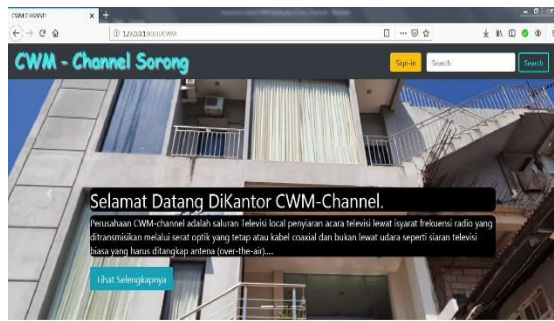 CWM - Channel Sorong
Sign-in
Search
Search
Selamat Datang DiKantor CWM-Channel.
Perusahaan CWM-channel adalah saluran Televisi local penyiaran acara televisi lewat isyarat frekuensi radio yang
ditransmisikan melalui serat optik yang tetap atau kabel coaxial dan bukan lewat udara seperti siaran televisi
biasa yang harus ditangkap antena (over-the-air)....
Lihat Selengkapnya